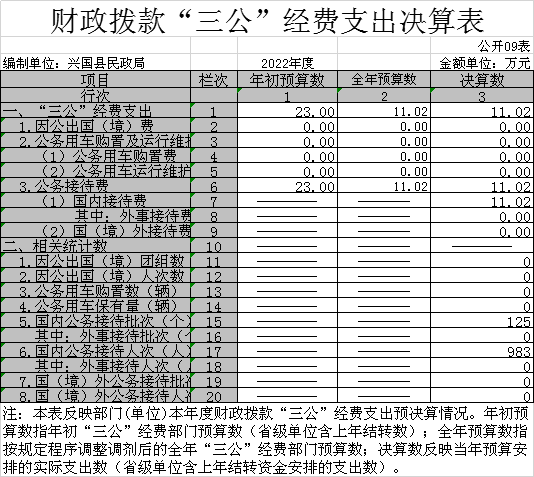 财政拨款“三公”经费支出决算表
公开09表
编制单位：兴国县民政局 2022年度 金额单位：万元
项目 栏次 年初预算数 全年预算数 决算数
行次 1 2 3
一、“三公”经费支出 1 23.00 11.02 11.02
1.因公出国（境）费 2 0.00 0.00 0.00
2.公务用车购置及运行维护 3 0.00 0.00 0.00
（1）公务用车购置费 4 0.00 0.00 0.00
（2）公务用车运行维护 5 0.00 0.00 0.00
3.公务接待费 6 23.00 11.02 11.02
（1）国内接待费 7 —— —— 11.02
其中：外事接待费 8 —— —— 0.00
（2）国（境）外接待费 9 —— —— 0.00
二、相关统计数 10 —— —— ——
1.因公出国（境）团组数 11 —— —— 0
2.因公出国（境）人次数 12 —— —— 0
3.公务用车购置数（辆） 13 —— —— 0
4.公务用车保有量（辆） 14 —— —— 0
5.国内公务接待批次（个） 15 —— —— 125
其中：外事接待批次（ 16 —— —— 0
6.国内公务接待人次（人） 17 —— —— 983
其中：外事接待人次（ 18 —— —— 0
7.国（境）外公务接待批 19 —— —— 0
8.国（境）外公务接待人 20 —— —— 0
注：本表反映部门(单位)本年度财政拨款“三公”经费支出预决算情况。年初预
算数指年初“三公”经费部门预算数（省级单位含上年结转数）；全年预算数指
按规定程序调整调剂后的全年“三公”经费部门预算数；决算数反映当年预算安
排的实际支出数（省级单位含上年结转资金安排的支出数）。